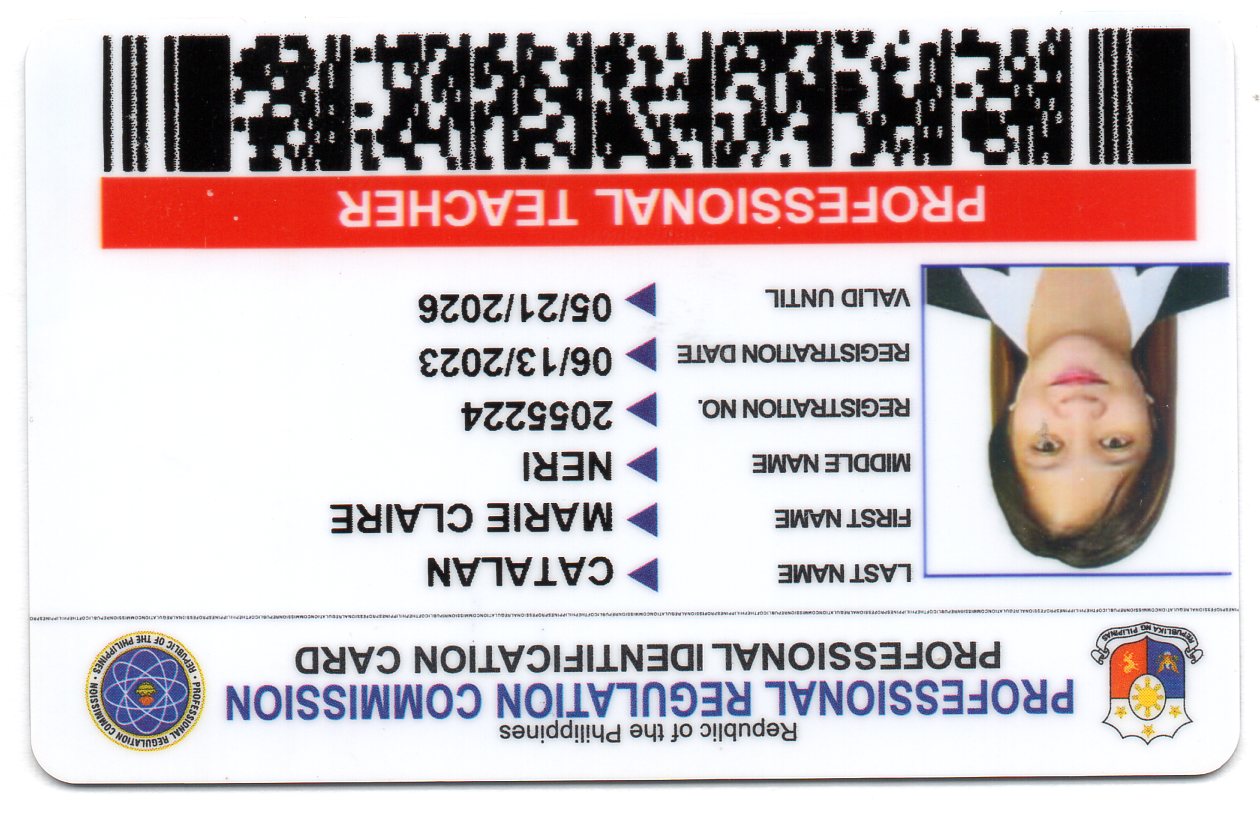 Republic of the Philippines
PROFESSIONAL REGULATION COMMISSION
PROFESSIONAL IDENTIFICATION CARD
REPUBLIKA NG PILIPINAS
PROFESSIONAL REGULATION COMMISSION
REPUBLIC OF THE PHILIPPINES
LAST NAME CATALAN
FIRST NAME MARIE CLAIRE
MIDDLE NAME NERI
REGISTRATION NO. 2055224
REGISTRATION DATE 06/13/2023
VALID UNTIL 05/21/2026
PROFESSIONAL TEACHER